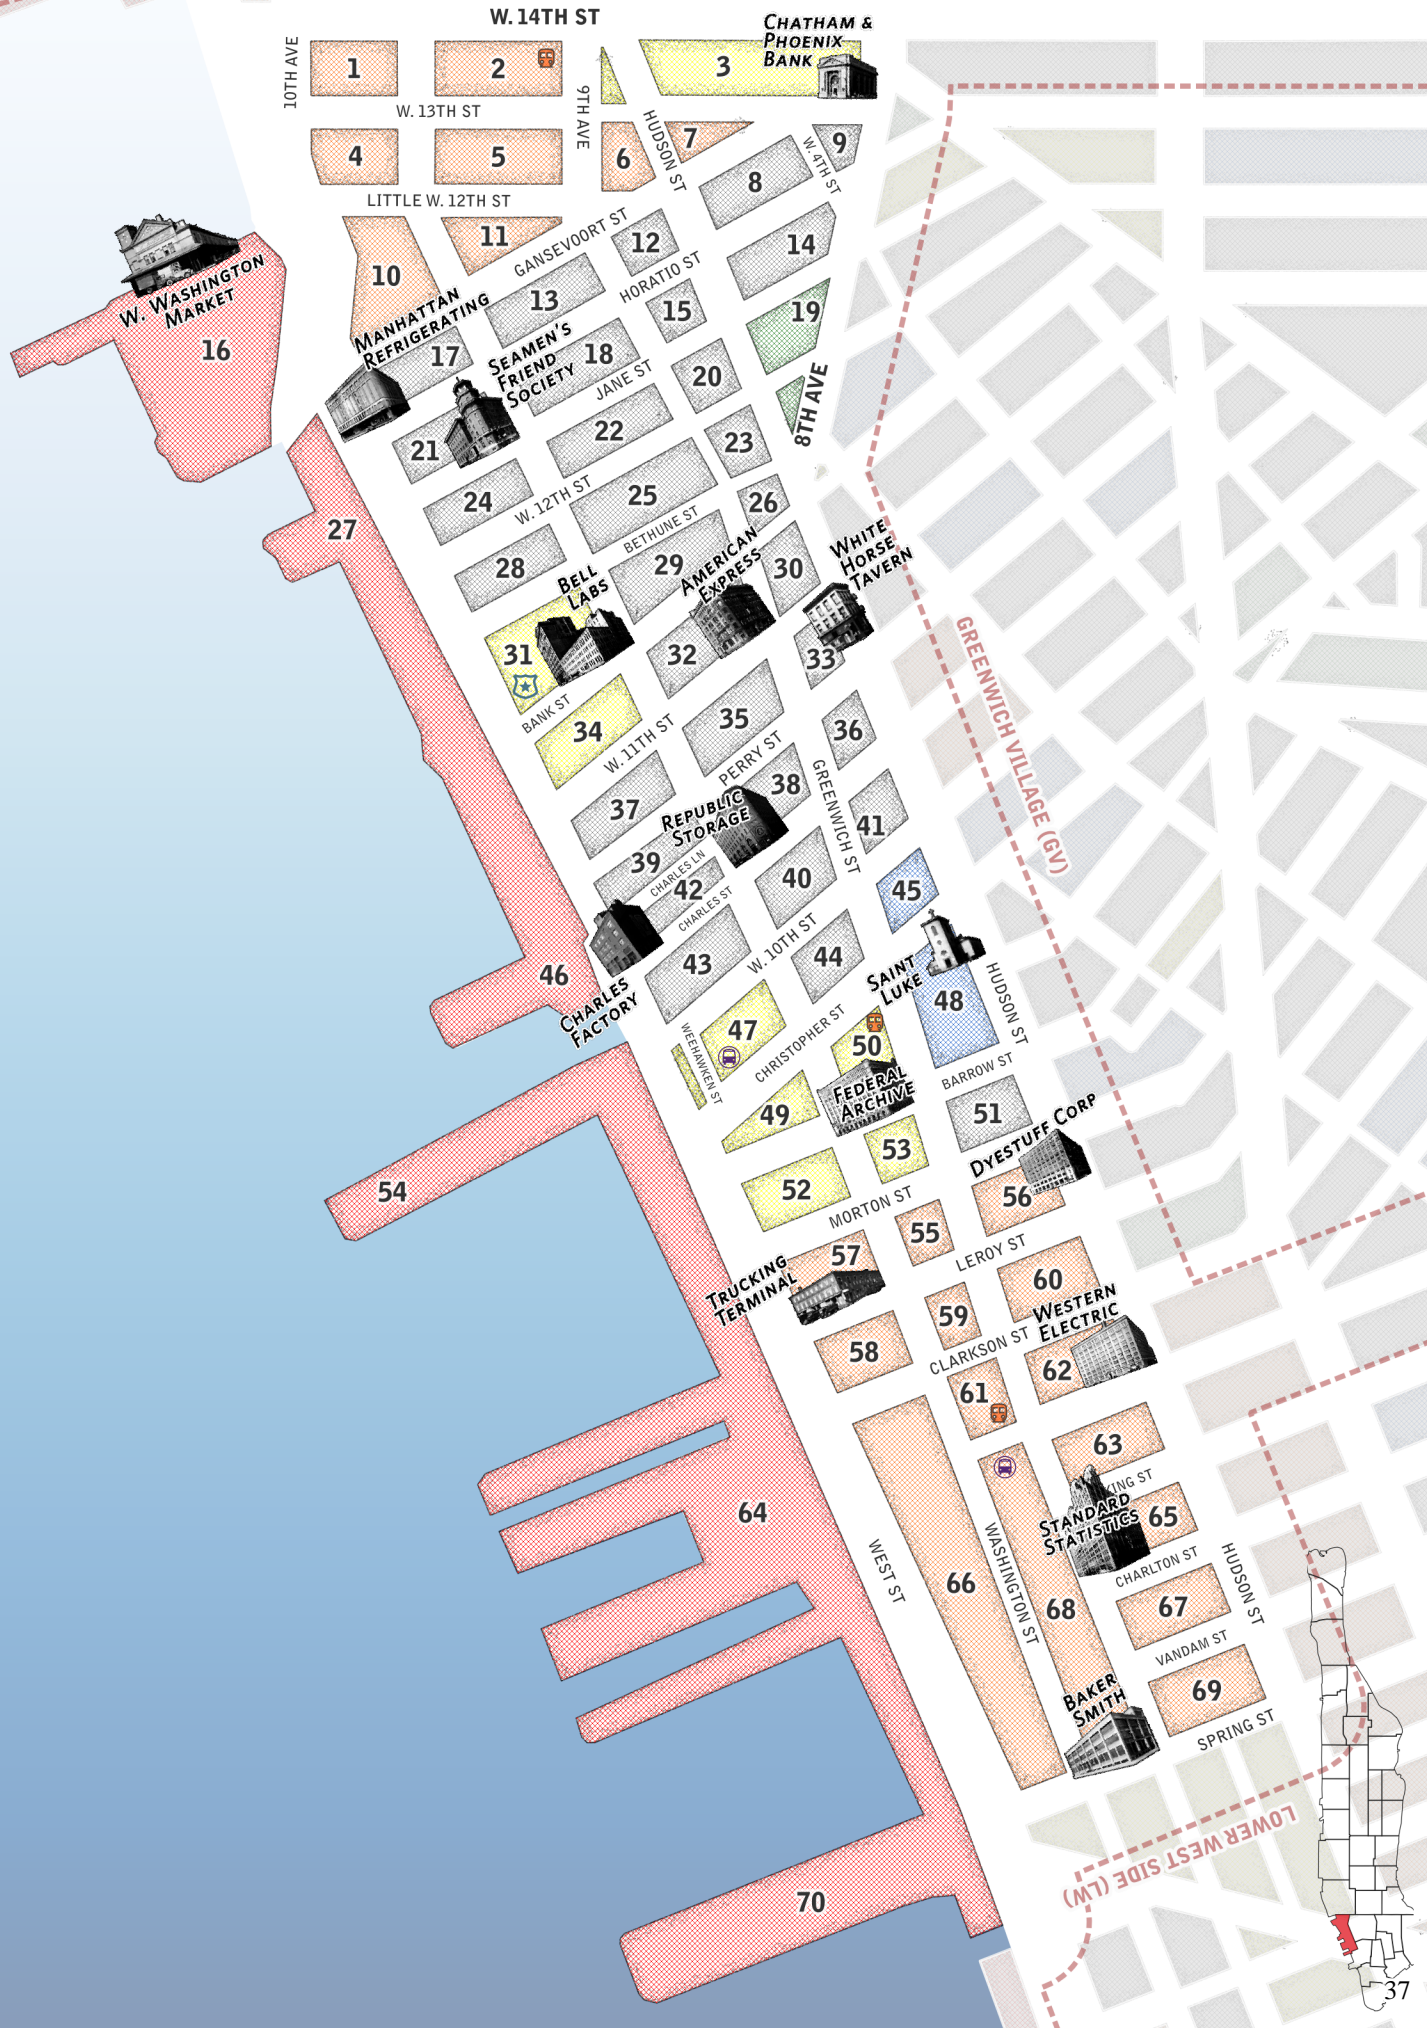 W. 14TH ST
CHATHAM &
PHOENIX
BANK
10TH AVE
1
2
3
W. 13TH ST
9TH AVE
HUDSON ST
4
5
6
7
W. 4TH ST
9
8
LITTLE W. 12TH ST
10
11
GANSEVOORT ST
12
14
W. WASHINGTON
MARKET
16
MANHATTAN
REFRIGERATING
13
HORATIO ST
15
19
17
SEAMEN'S
FRIEND
SOCIETY
18
JANE ST
20
8TH AVE
21
22
23
24
W. 12TH ST
25
26
27
28
BETHUNE ST
29
AMERICAN
EXPRESS
30
WHITE
HORSE
TAVERN
BELL
LABS
31
32
33
GREENWICH VILLAGE (GV)
BANK ST
34
W. 11TH ST
35
36
PERRY ST
37
38
GREENWICH ST
REPUBLIC
STORAGE
41
39
CHARLES LN
42
CHARLES ST
40
45
43
W. 10TH ST
44
46
CHARLES
FACTORY
SAINT
LUKE
48
HUDSON ST
WEEHAWKEN ST
47
CHRISTOPHER ST
50
FEDERAL
ARCHIVE
BARROW ST
49
51
53
DYESTUFF CORP
54
52
MORTON ST
56
55
57
LEROY ST
TRUCKING
TERMINAL
60
59
WESTERN
ELECTRIC
58
CLARKSON ST
62
61
63
KING ST
64
STANDARD
STATISTICS
65
WEST ST
66
WASHINGTON ST
68
CHARLTON ST
HUDSON ST
67
VANDAM ST
BAKER
SMITH
69
SPRING ST
LOWER WEST SIDE (LW)
70
37